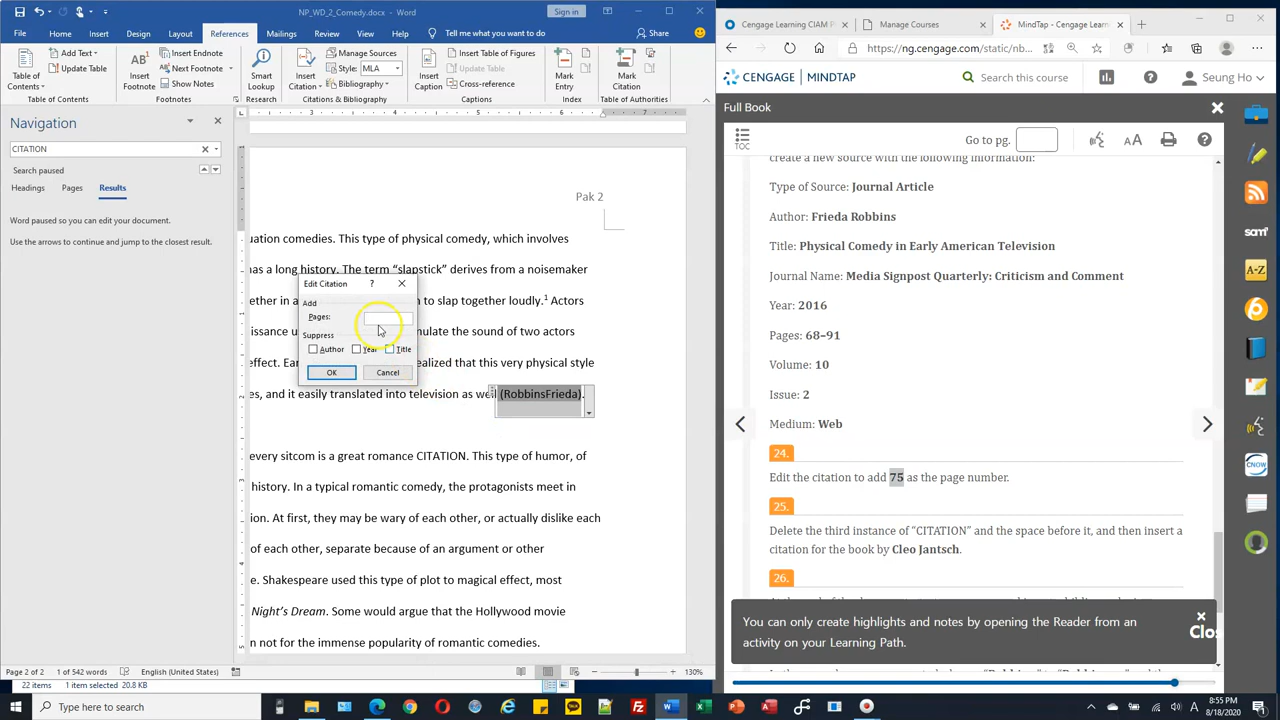 NP_WD_2_Comedy.docx - Word
Sign in
File Home Insert Design Layout References Mailings Review View Help Tell me what you want to do Share
Table of Contents
Add Text
Update Table
Table of Contents
AB
Insert Footnote
Insert Endnote
Next Footnote
Show Notes
Footnotes
Smart Lookup
Research
Insert Citation
Manage Sources
Style: MLA
Bibliography
Citations & Bibliography
Insert Caption
Insert Table of Figures
Update Table
Cross-reference
Captions
Mark Entry
Index
Mark Citation
Table of Authorities
Navigation
CITATION
Search paused
Headings Pages Results
Word paused so you can edit your document.
Use the arrows to continue and jump to the closest result.
3 4 5 6 7
Pak 2
uation comedies. This type of physical comedy, which involves
has a long history. The term “slapstick” derives from a noisemaker
ether in a
n to slap together loudly.1 Actors
issance u
mulate the sound of two actors
effect. Ear
ealized that this very physical style
es, and it easily translated into television as well (RobbinsFrieda).
every sitcom is a great romance CITATION. This type of humor, of
history. In a typical romantic comedy, the protagonists meet in
ion. At first, they may be wary of each other, or actually dislike each
of each other, separate because of an argument or other
e. Shakespeare used this type of plot to magical effect, most
Night’s Dream. Some would argue that the Hollywood movie
n not for the immense popularity of romantic comedies.
Edit Citation ?
Add
Pages:
Suppress
Author Year Title
OK Cancel
Page 2 of 2 1 of 542 words English (United States) 130%
22 items 1 item selected 20.8 KB
Cengage Learning CIAM P
Manage Courses
MindTap - Cengage Learn
https://ng.cengage.com/static/nb...
CENGAGE MINDTAP
Search this course
Seung Ho
Full Book
TOC
Go to pg.
AA
create a new source with the following information:
Type of Source: Journal Article
Author: Frieda Robbins
Title: Physical Comedy in Early American Television
Journal Name: Media Signpost Quarterly: Criticism and Comment
Year: 2016
Pages: 68–91
Volume: 10
Issue: 2
Medium: Web
24.
Edit the citation to add 75 as the page number.
25.
Delete the third instance of “CITATION” and the space before it, and then insert a
citation for the book by Cleo Jantsch.
26.
You can only create highlights and notes by opening the Reader from an
activity on your Learning Path.
Clos
sam
A-Z
CNOW
Type here to search
8:55 PM
8/18/2020